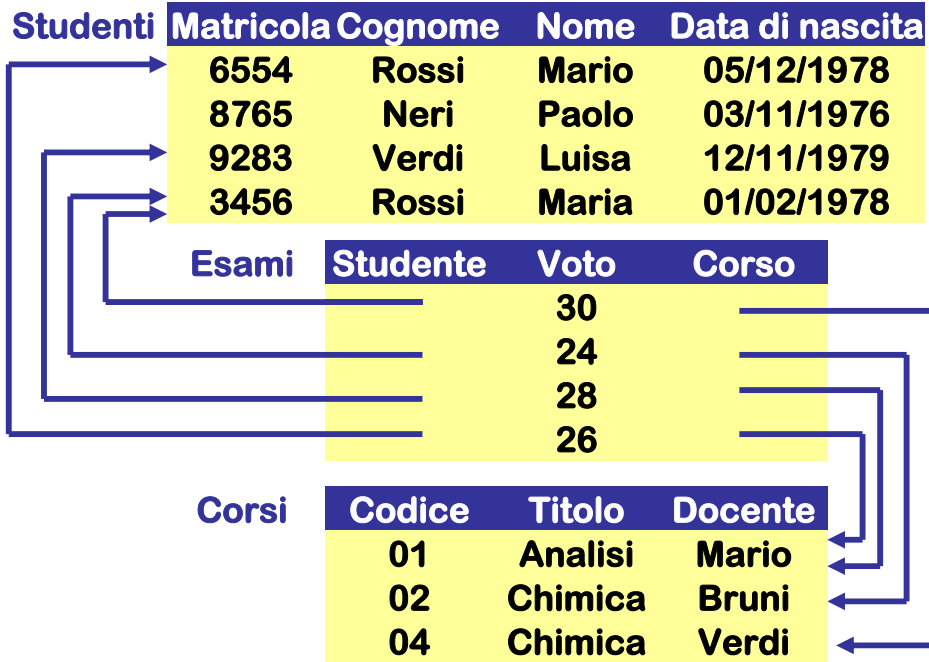 Studenti Matricola Cognome Nome Data di nascita
6554 Rossi Mario 05/12/1978
8765 Neri Paolo 03/11/1976
9283 Verdi Luisa 12/11/1979
3456 Rossi Maria 01/02/1978
Esami Studente Voto Corso
30
24
28
26
Corsi Codice Titolo Docente
01 Analisi Mario
02 Chimica Bruni
04 Chimica Verdi